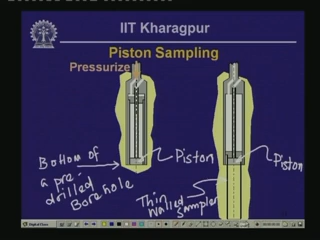 IIT Kharagpur
Piston Sampling
Pressurize
Bottom of
a pre-
drilled
Bore hole
Piston
Thin
walled
sampler
Piston